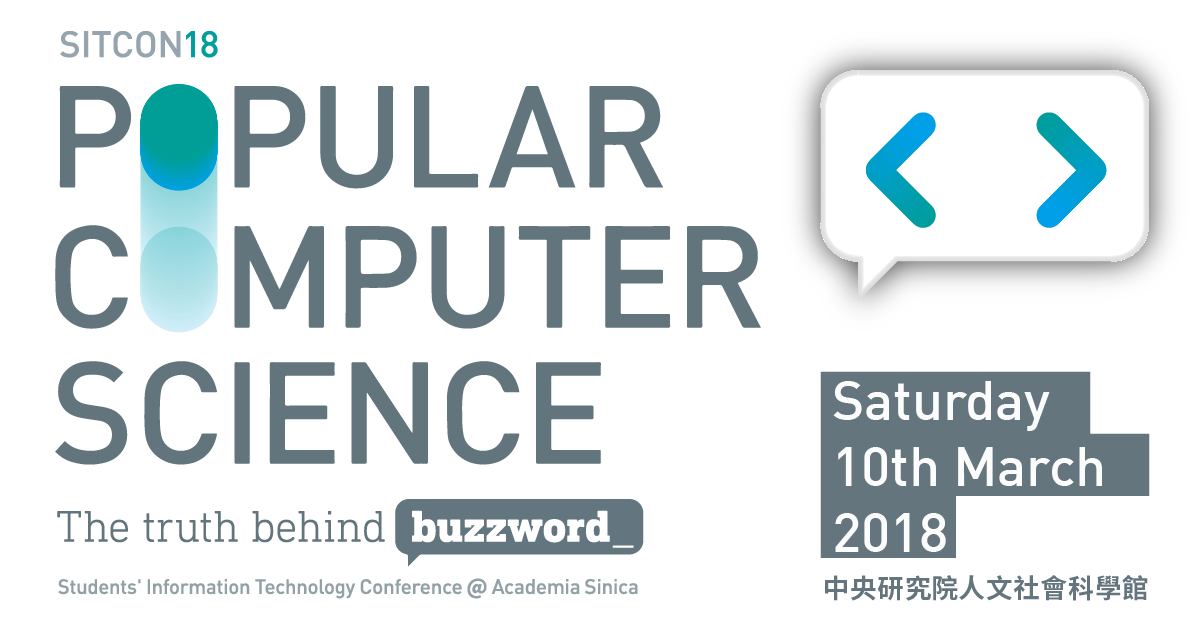 SITCON18
POPULAR
COMPUTER
SCIENCE
The truth behind buzzword_
Students' Information Technology Conference @ Academia Sinica
< >
Saturday
10th March
2018
中央研究院人文社會科學館